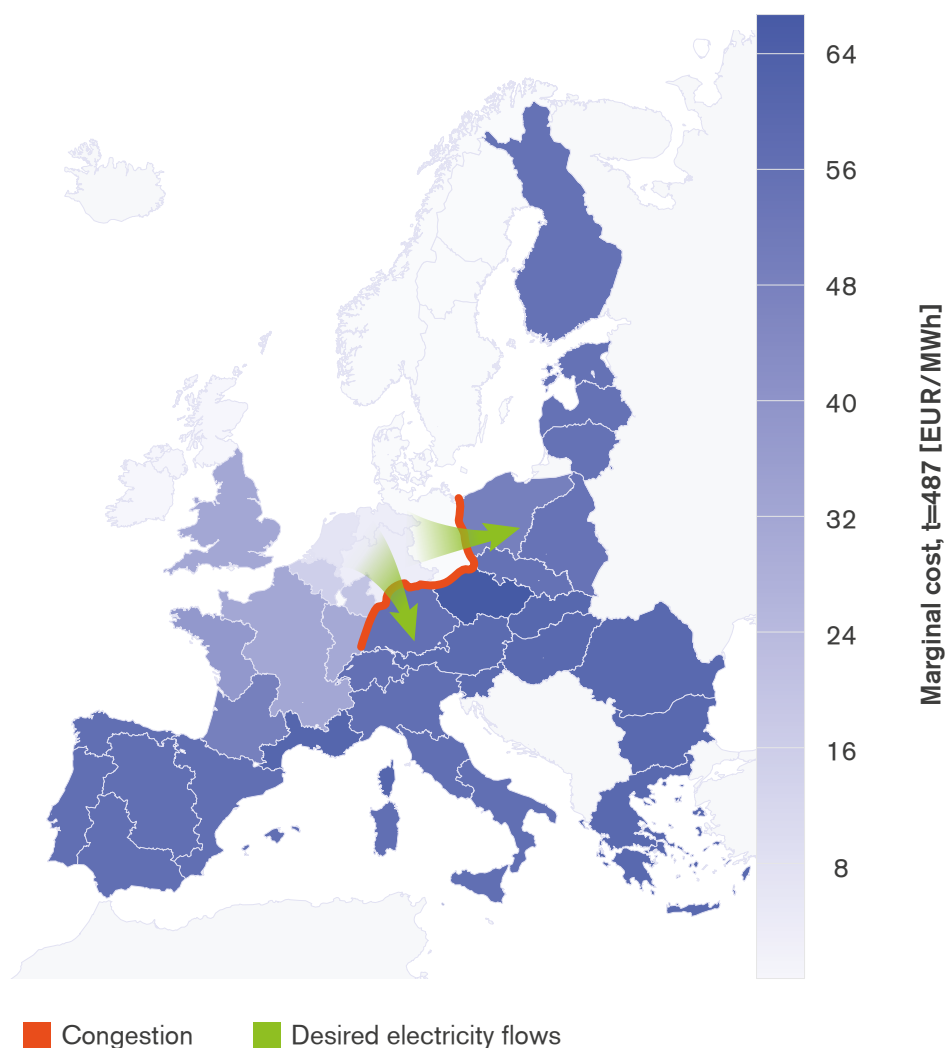 64
56
48
40
32
24
16
8
Marginal cost, t=487 [EUR/MWh]
Congestion
Desired electricity flows